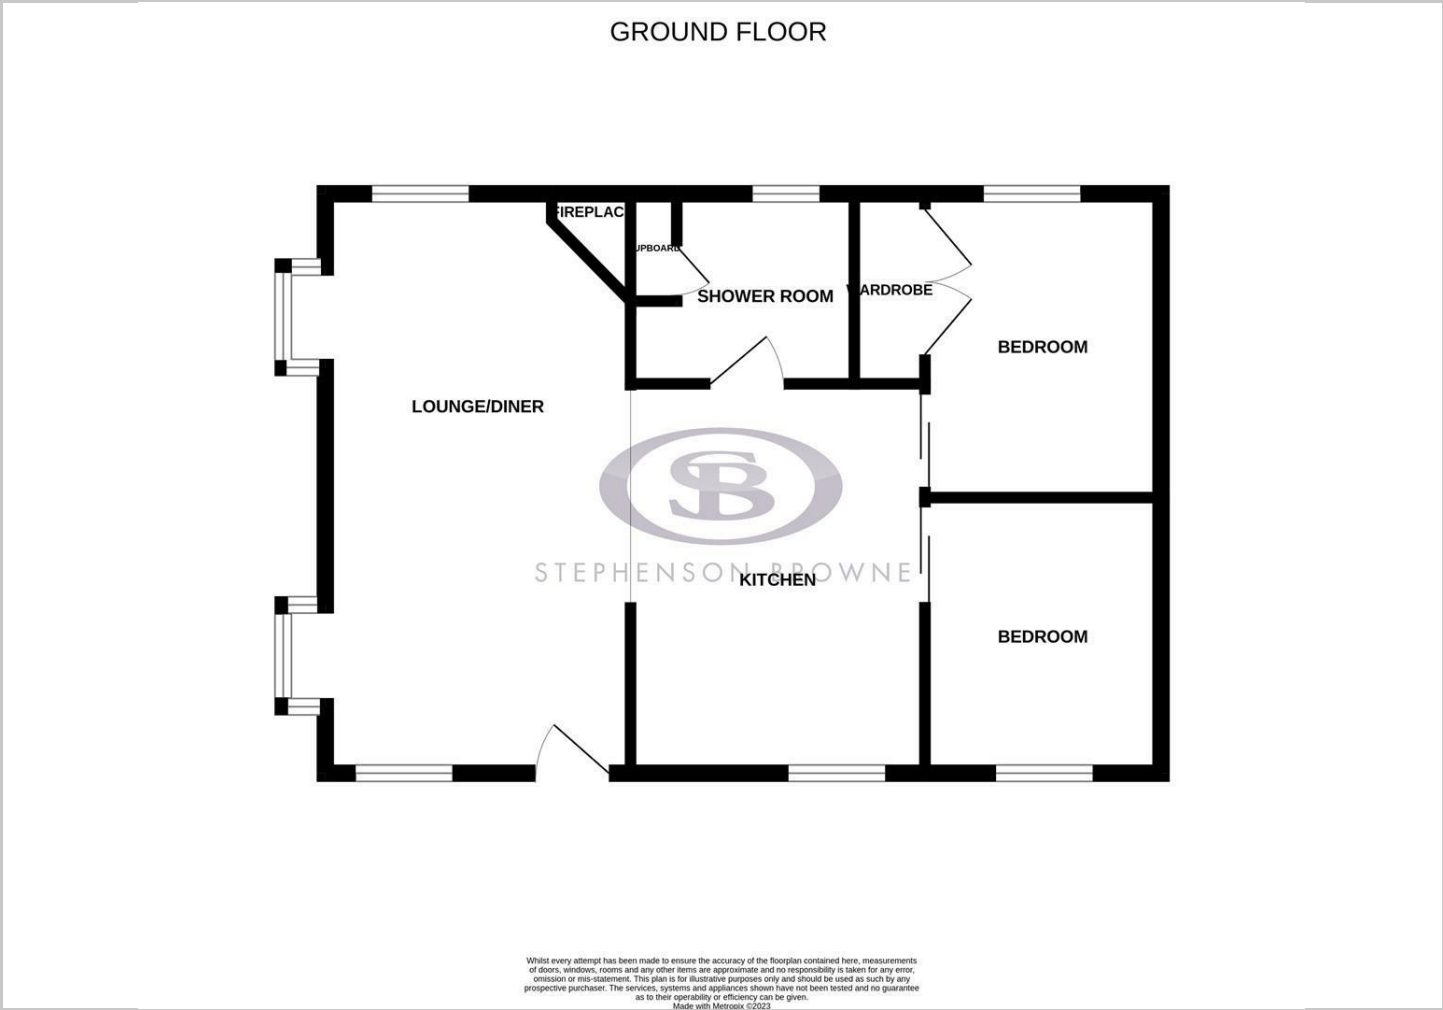 GROUND FLOOR
FIREPLAC
UPBOARD
SHOWER ROOM
WARDROBE
BEDROOM
LOUNGE/DINER
SB
STEPHENSON BROWNE
KITCHEN
BEDROOM
Whilst every attempt has been made to ensure the accuracy of the floorplan contained here, measurements
of doors, windows, rooms and any other items are approximate and no responsibility is taken for any error,
omission or mis-statement. This plan is for illustrative purposes only and should be used as such by any
prospective purchaser. The services, systems and appliances shown have not been tested and no guarantee
as to their operability or efficiency can be given.
Made with Metropix ©2023